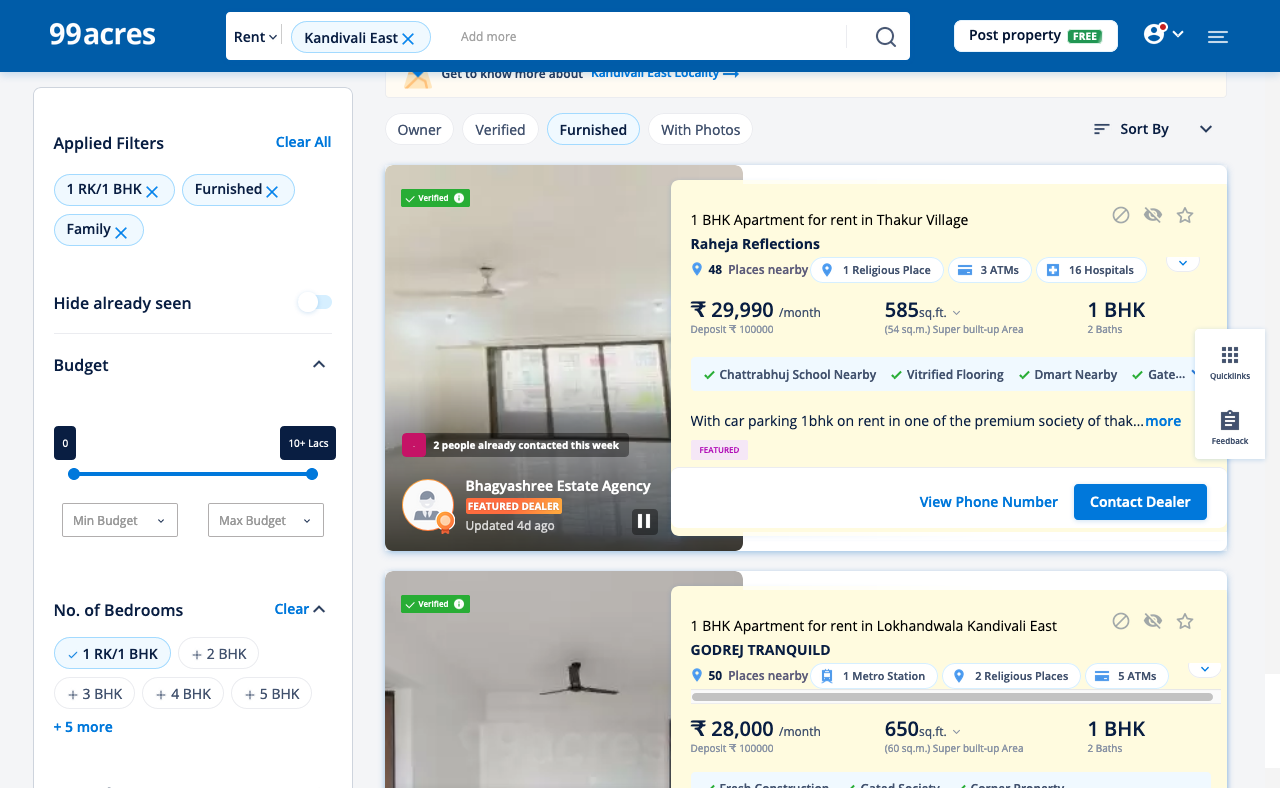 99acres
Rent
Kandivali East
Add more
Post property FREE
Get to know more about Kandivali East Locality
Applied Filters
Clear All
1 RK/1 BHK
Furnished
Family
Hide already seen
Budget
0
10+ Lacs
Min Budget
Max Budget
No. of Bedrooms
Clear
1 RK/1 BHK
+ 2 BHK
+ 3 BHK
+ 4 BHK
+ 5 BHK
+ 5 more
Owner
Verified
Furnished
With Photos
Sort By
Verified
2 people already contacted this week
Bhagyashree Estate Agency
FEATURED DEALER
Updated 4d ago
1 BHK Apartment for rent in Thakur Village
Raheja Reflections
48 Places nearby
1 Religious Place
3 ATMs
16 Hospitals
₹ 29,990 /month
Deposit ₹ 100000
585 sq.ft.
(54 sq.m.) Super built-up Area
1 BHK
2 Baths
Chattrabhuj School Nearby
Vitrified Flooring
Dmart Nearby
Gate...
With car parking 1bhk on rent in one of the premium society of thak...more
FEATURED
View Phone Number
Contact Dealer
Quicklinks
Feedback
Verified
99acres
1 BHK Apartment for rent in Lokhandwala Kandivali East
GODREJ TRANQUILD
50 Places nearby
1 Metro Station
2 Religious Places
5 ATMs
₹ 28,000 /month
Deposit ₹ 100000
650 sq.ft.
(60 sq.m.) Super built-up Area
1 BHK
2 Baths
Fresh Construction
Gated Society
Corner Property